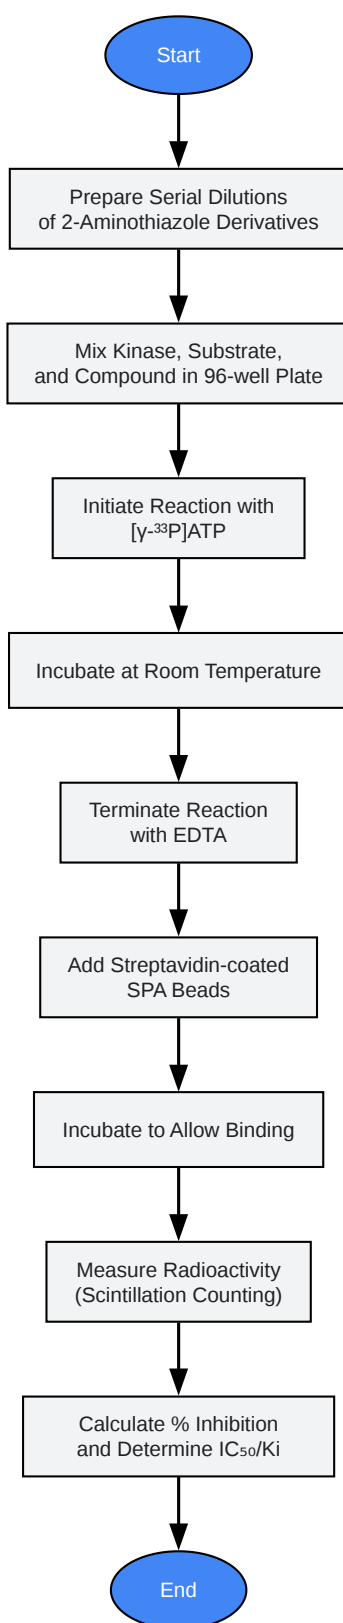 Start
Prepare Serial Dilutions
of 2-Aminothiazole Derivatives
Mix Kinase, Substrate,
and Compound in 96-well Plate
Initiate Reaction with
[γ-³³P]ATP
Incubate at Room Temperature
Terminate Reaction
with EDTA
Add Streptavidin-coated
SPA Beads
Incubate to Allow Binding
Measure Radioactivity
(Scintillation Counting)
Calculate % Inhibition
and Determine IC₅₀/Ki
End